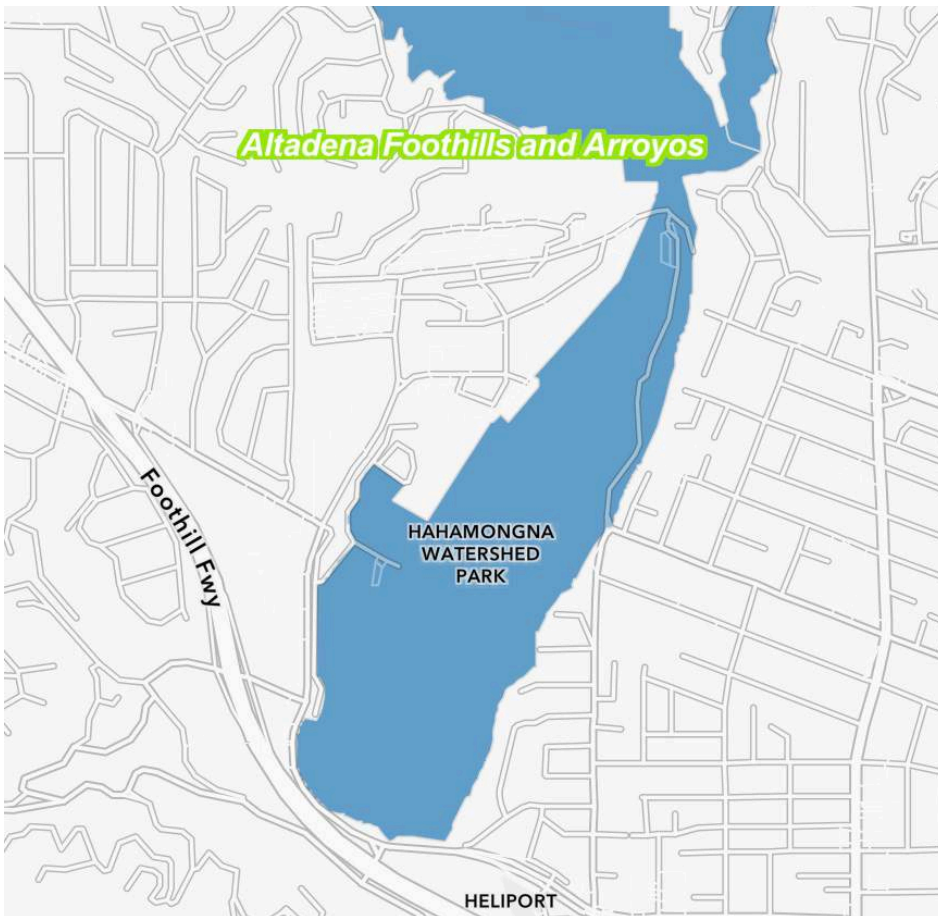 Altadena Foothills and Arroyos
Foothill Fwy
HAHAMONGNA
WATERSHED
PARK
HELIPORT